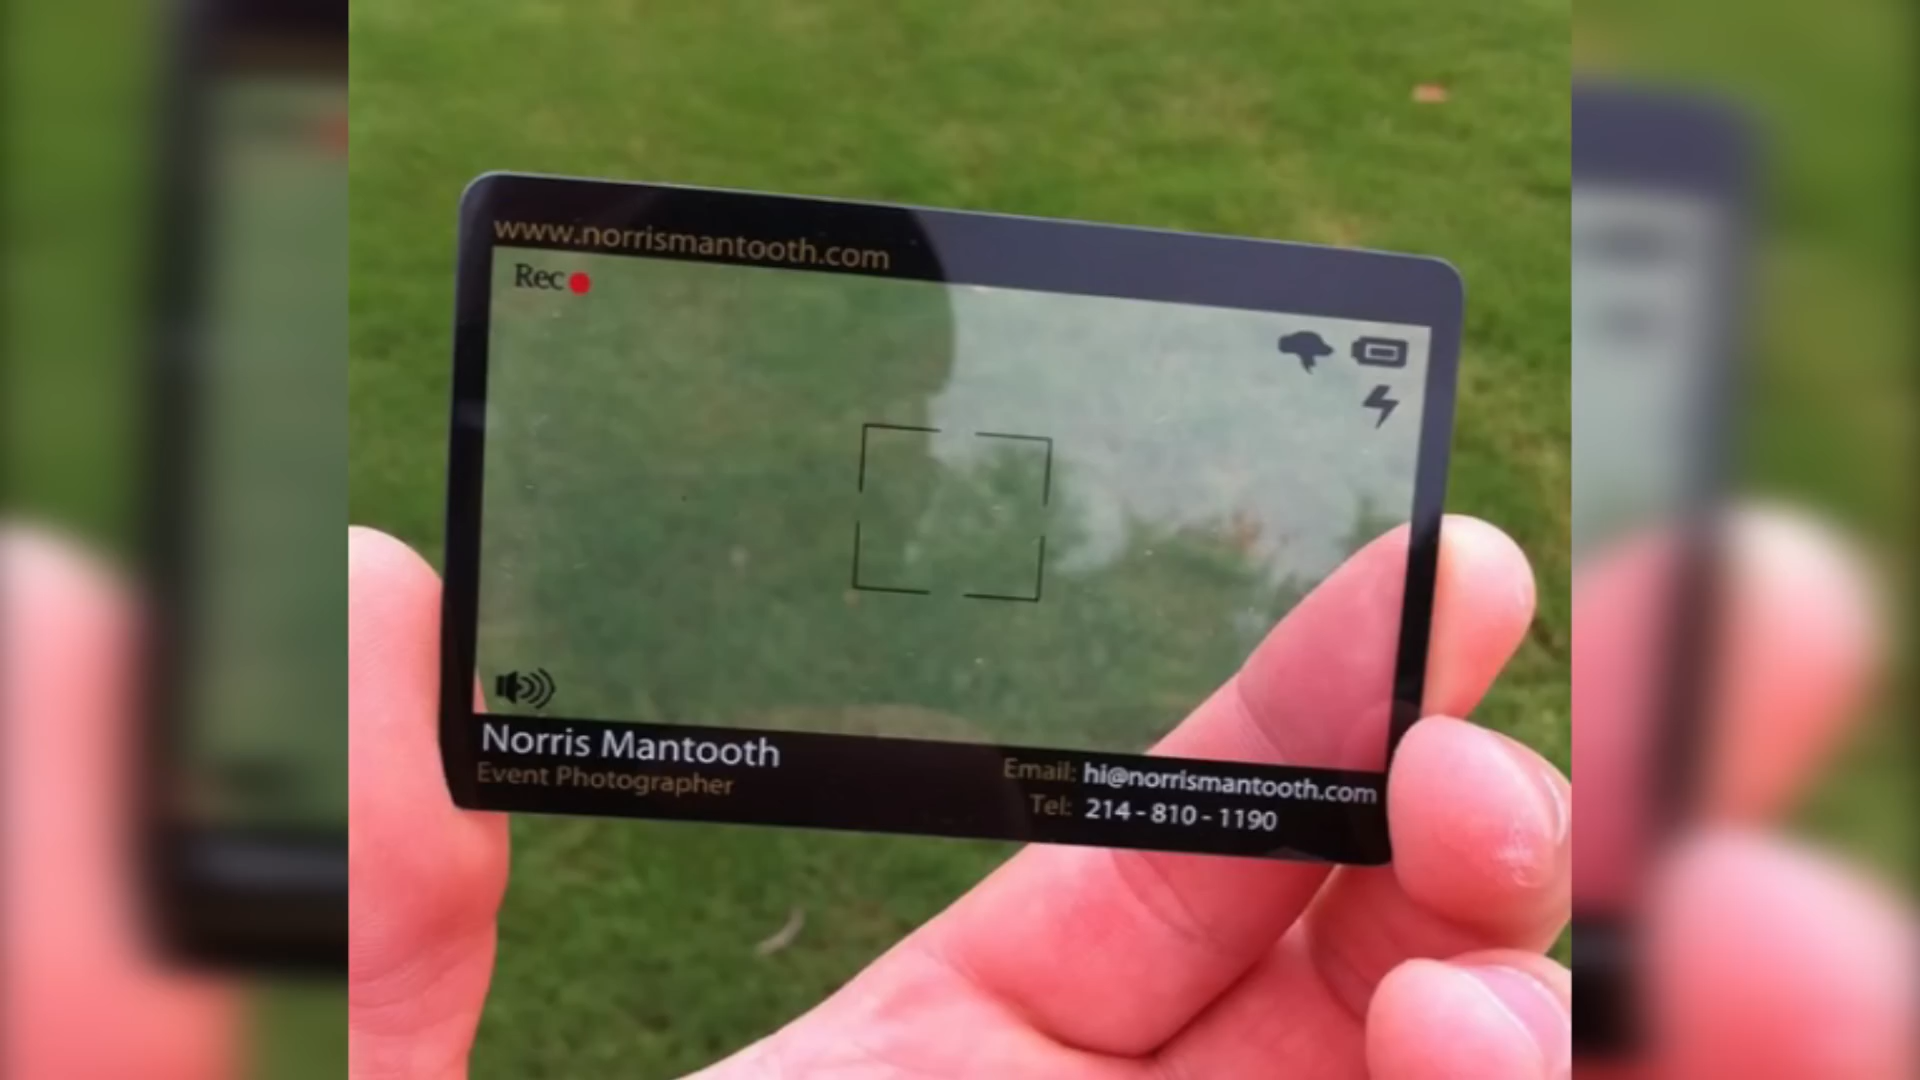 www.norrismantooth.com
Rec
Norris Mantooth
Event Photographer
Email: hi@norrismantooth.com
Tel: 214 - 810 - 1190